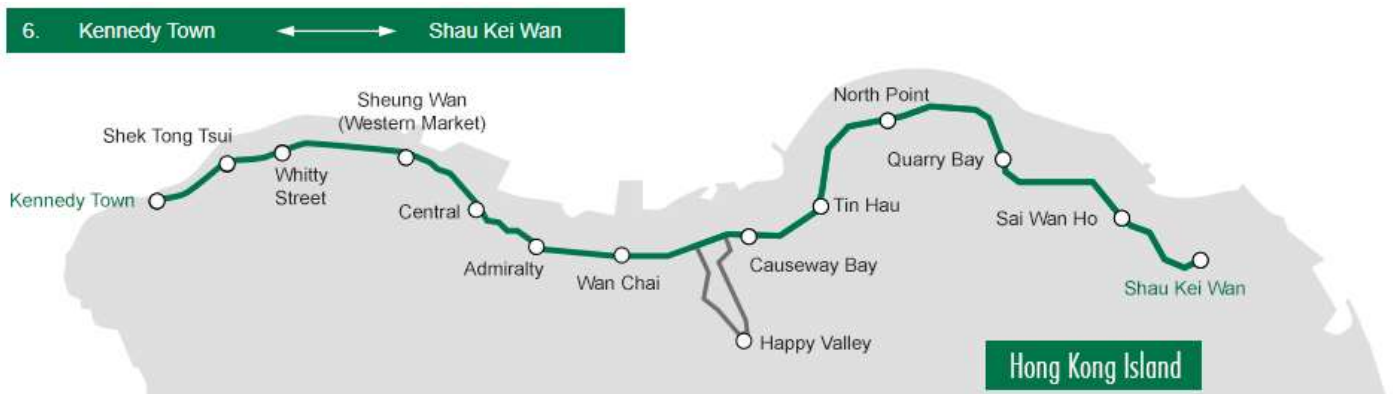 6. Kennedy Town Shau Kei Wan
Sheung Wan
(Western Market)
North Point
Shek Tong Tsui
Quarry Bay
Whitty
Street
Kennedy Town
Central
Tin Hau
Sai Wan Ho
Admiralty
Causeway Bay
Wan Chai
Shau Kei Wan
Happy Valley
Hong Kong Island